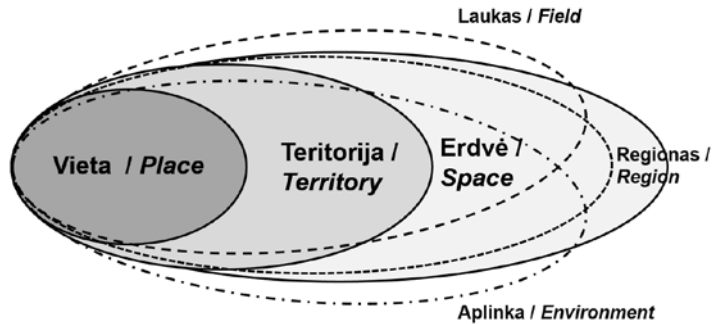 Laukas / Field
Vieta / Place
Teritorija /
Territory
Erdvė /
Space
Regionas /
Region
Aplinka / Environment